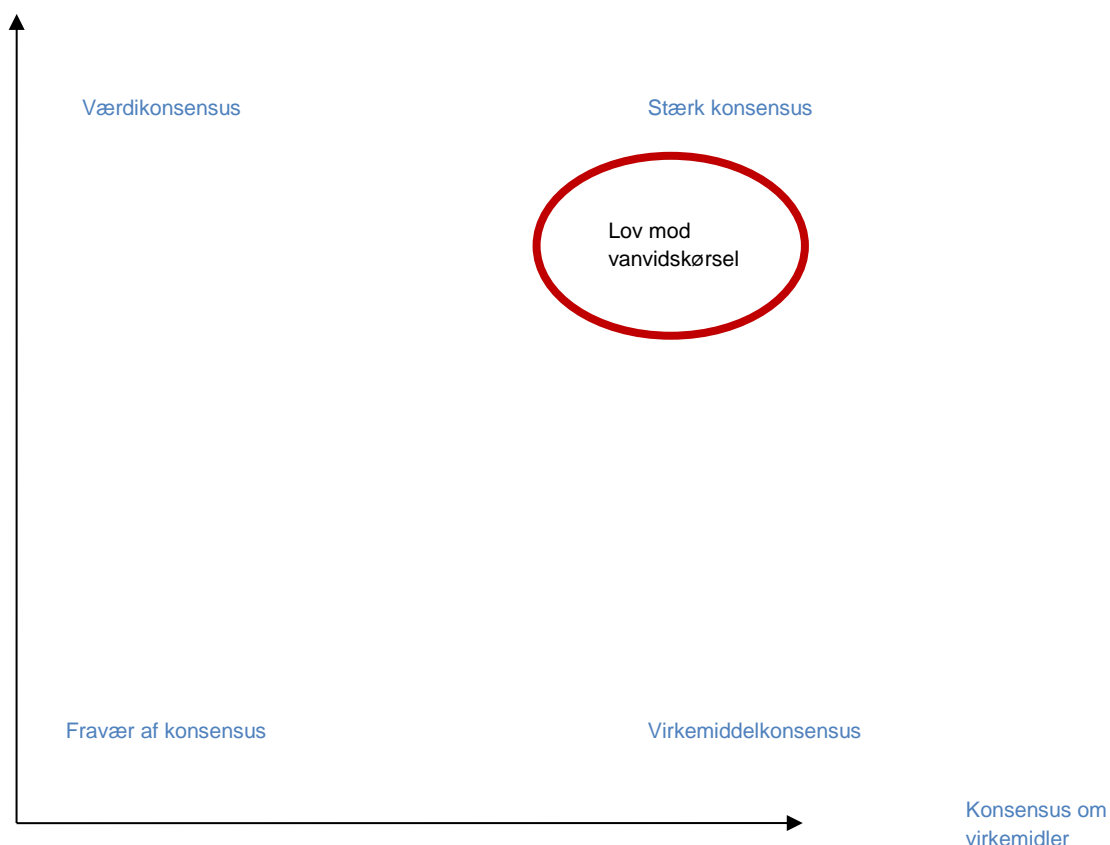 Værdikonsensus
Stærk konsensus
Lov mod
vanvidskørsel
Fravær af konsensus
Virkemiddelkonsensus
Konsensus om
virkemidler